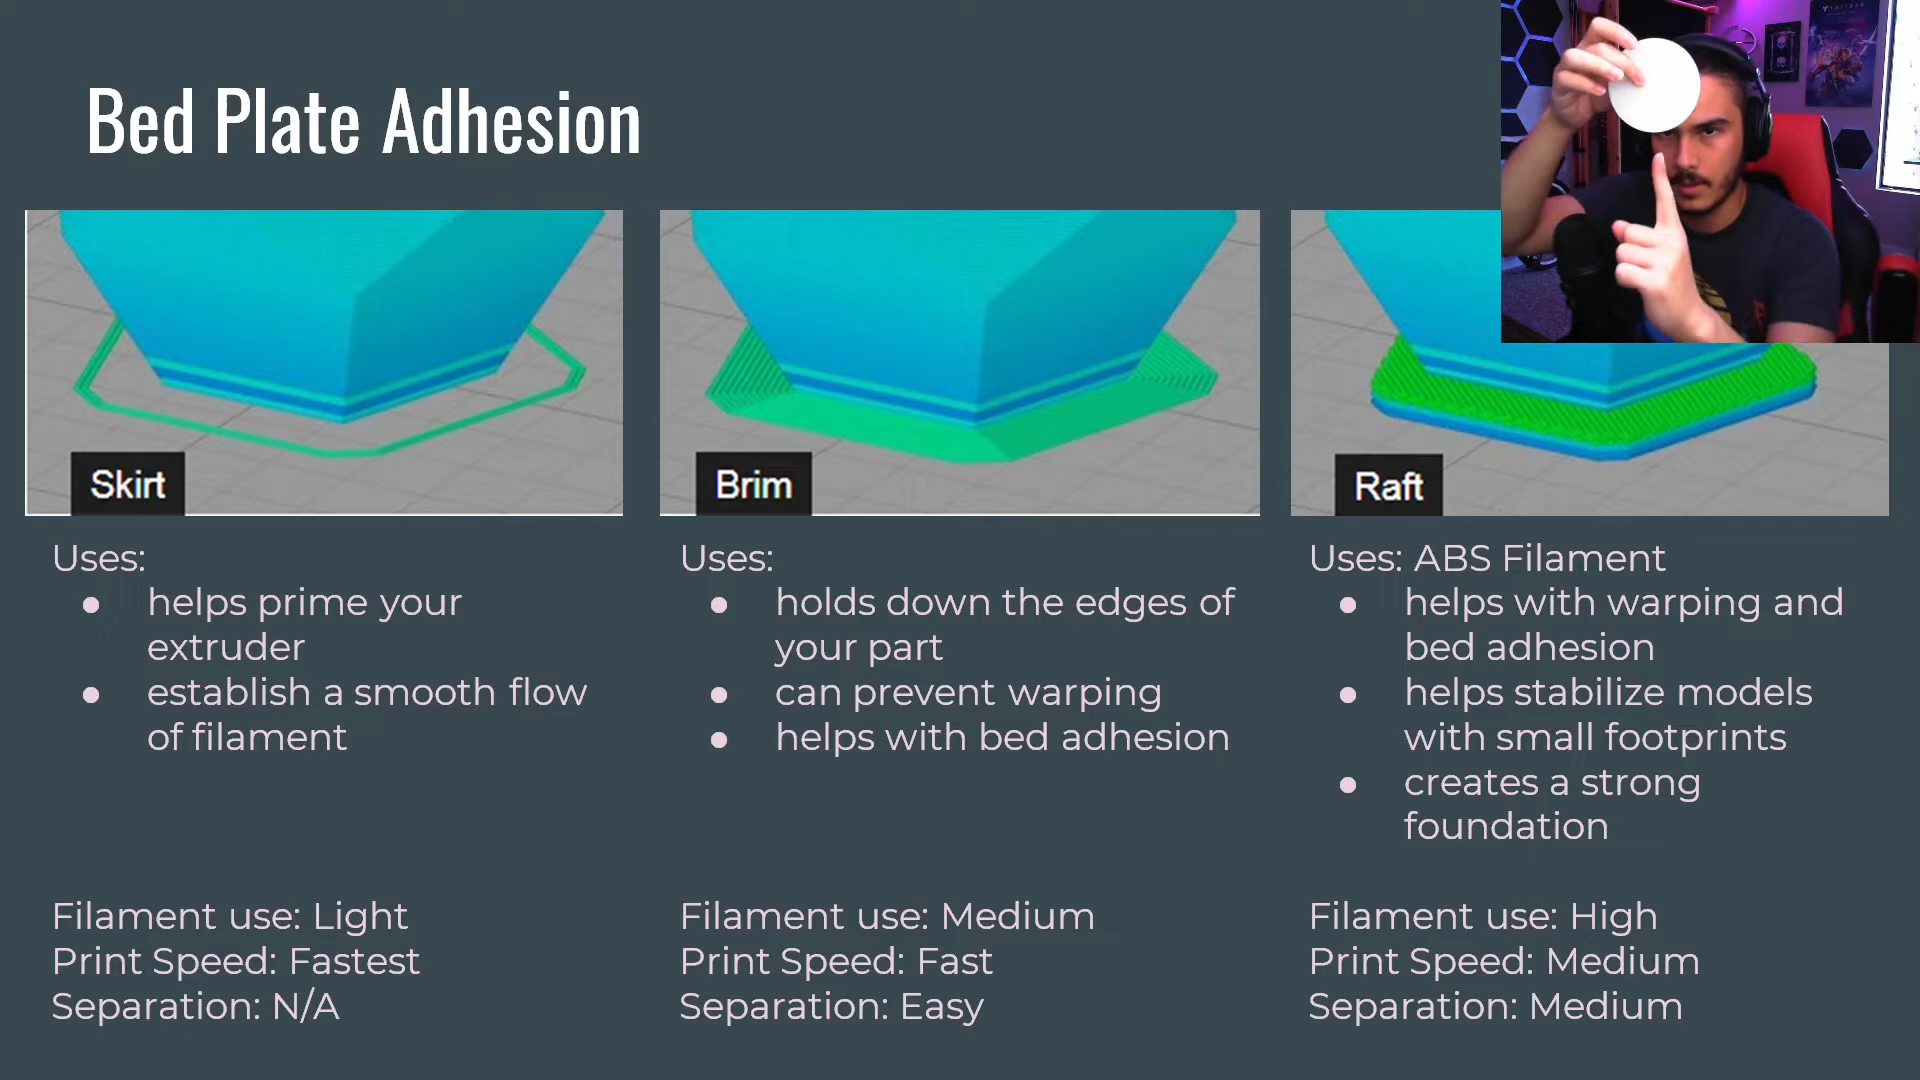 Bed Plate Adhesion
Skirt
Brim
Raft
Uses:
helps prime your
extruder
establish a smooth flow
of filament
Filament use: Light
Print Speed: Fastest
Separation: N/A
Uses:
holds down the edges of
your part
can prevent warping
helps with bed adhesion
Filament use: Medium
Print Speed: Fast
Separation: Easy
Uses: ABS Filament
helps with warping and
bed adhesion
helps stabilize models
with small footprints
creates a strong
foundation
Filament use: High
Print Speed: Medium
Separation: Medium